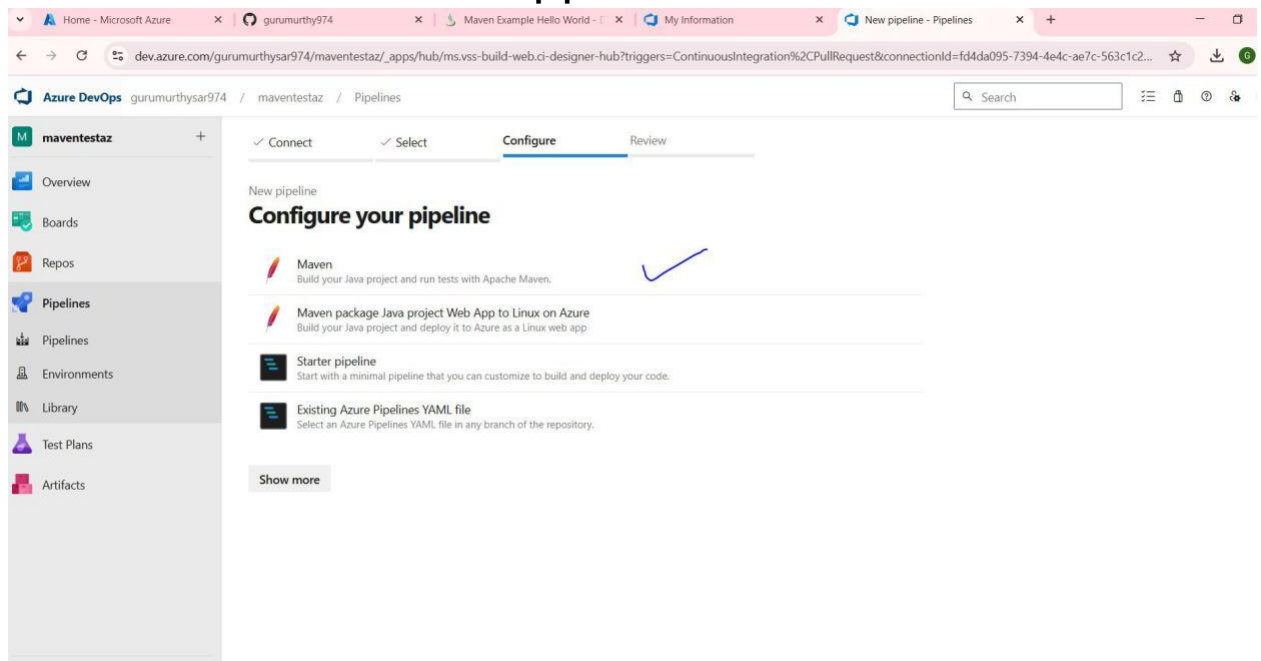 Home - Microsoft Azure
gurumurthy974
Maven Example Hello World - 
My Information
New pipeline - Pipelines
dev.azure.com/gurumurthysar974/maventestaz/_apps/hub/ms.vss-build-web.ci-designer-hub?triggers=ContinuousIntegration%2CPullRequest&connectionId=fd4da095-7394-4e4c-ae7c-563c1c2...
G
Azure DevOps gurumurthysar974 / maventestaz / Pipelines
Search
M maventestaz +
Connect Select Configure Review
Overview
New pipeline
Configure your pipeline
Boards
Repos
Maven
Build your Java project and run tests with Apache Maven.
Pipelines
Maven package Java project Web App to Linux on Azure
Build your Java project and deploy it to Azure as a Linux web app
Pipelines
Starter pipeline
Start with a minimal pipeline that you can customize to build and deploy your code.
Environments
Library
Existing Azure Pipelines YAML file
Select an Azure Pipelines YAML file in any branch of the repository.
Test Plans
Artifacts
Show more